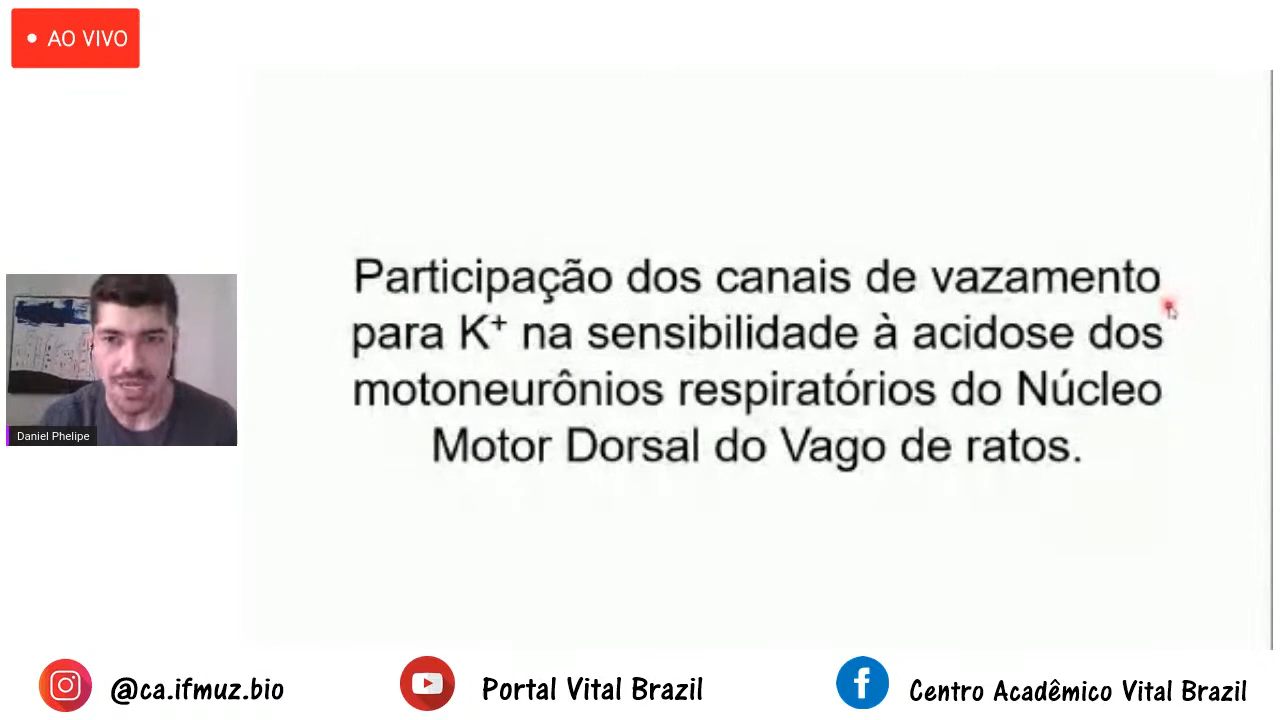 AO VIVO
Participação dos canais de vazamento
para K⁺ na sensibilidade à acidose dos
motoneurônios respiratórios do Núcleo
Motor Dorsal do Vago de ratos.
Daniel Phelipe
@ca.ifmuz.bio
Portal Vital Brazil
Centro Acadêmico Vital Brazil